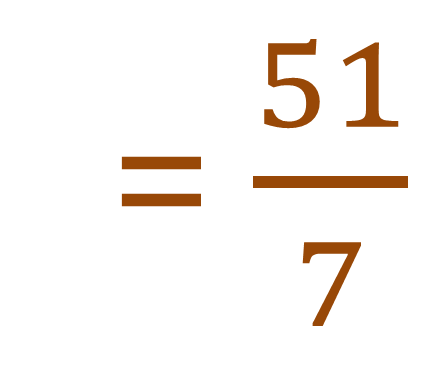 = 51/7